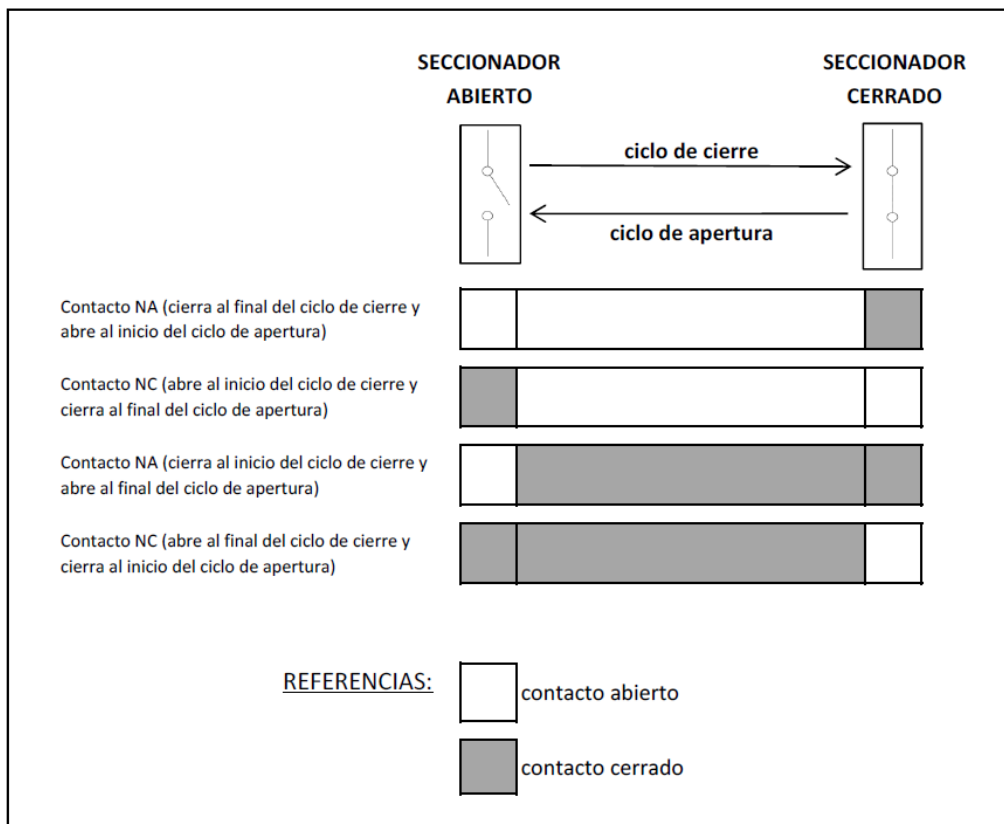 SECCIONADOR
ABIERTO
SECCIONADOR
CERRADO
ciclo de cierre
ciclo de apertura
Contacto NA (cierra al final del ciclo de cierre y
abre al inicio del ciclo de apertura)
Contacto NC (abre al inicio del ciclo de cierre y
cierra al final del ciclo de apertura)
Contacto NA (cierra al inicio del ciclo de cierre y
abre al final del ciclo de apertura)
Contacto NC (abre al final del ciclo de cierre y
cierra al inicio del ciclo de apertura)
REFERENCIAS:
contacto abierto
contacto cerrado